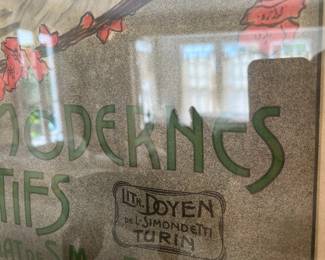 MODERNES
TIFS
LITH. DOYEN
DE L. SIMONDETTI
TURIN